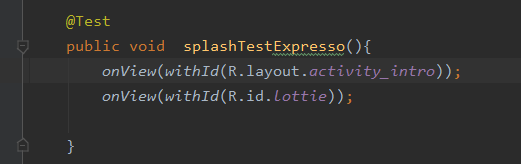 @Test
public void  splashTestExpresso(){
onView(withId(R.layout.activity_intro));
onView(withId(R.id.lottie));
}